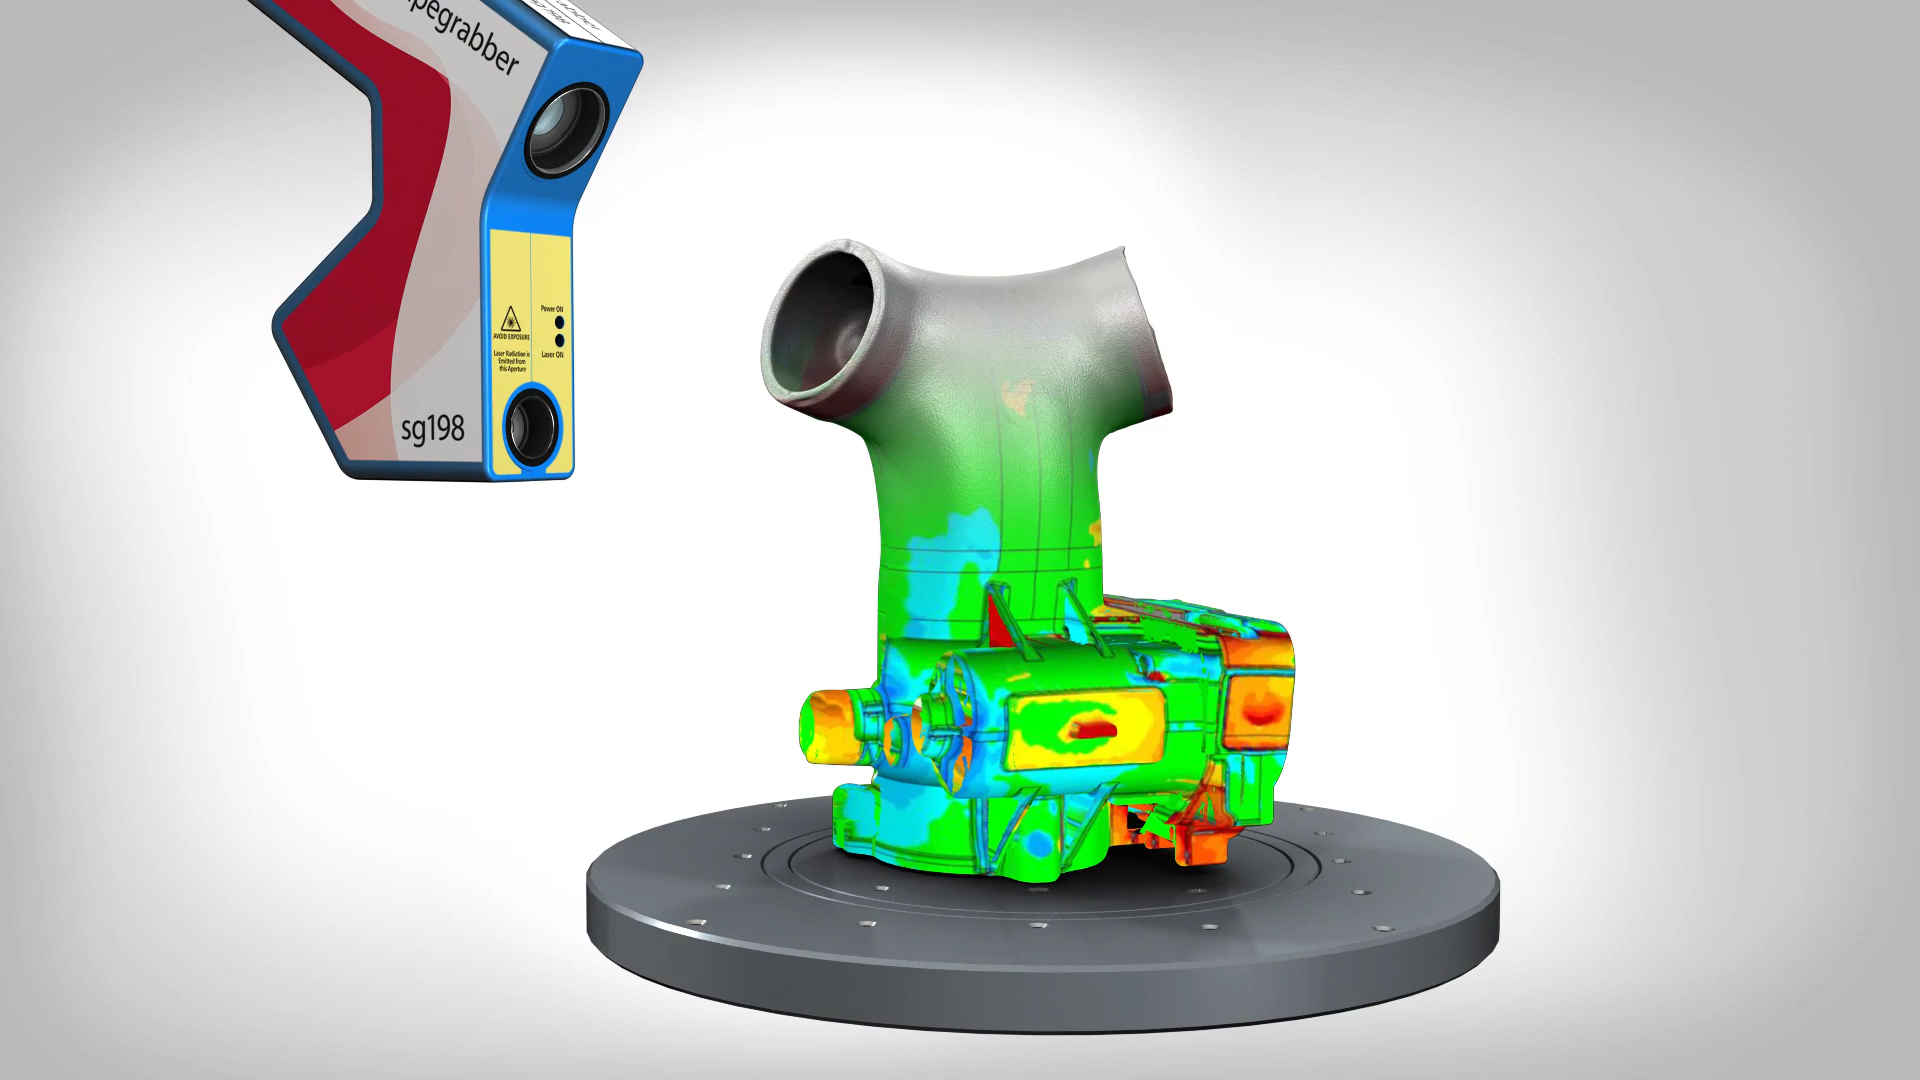 pegrabber
Power ON
AVOID EXPOSURE
Laser Radiation is
Emitted from
this Aperture
Laser ON
sg198